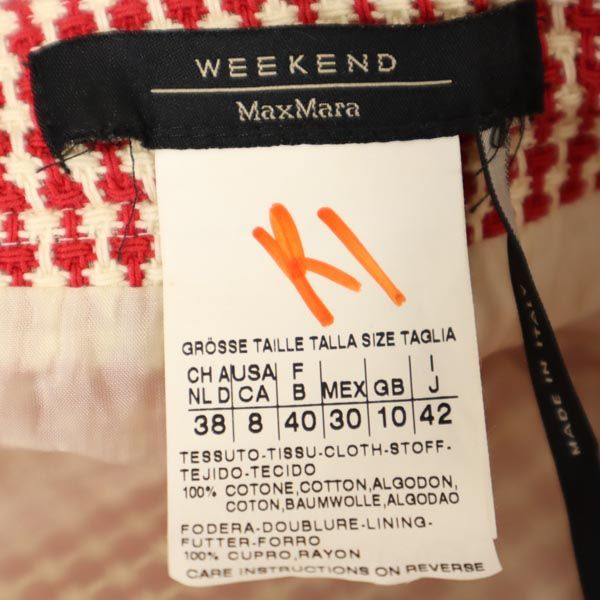 WEEKEND
MaxMara
K1
GRÖSSE TAILLE TALLA SIZE TAGLIA
CH A USA F I
NL D CA B MEX GB J
38 8 40 30 10 42
TESSUTO-TISSU-CLOTH-STOFF-
TEJIDO-TECIDO
100% COTONE,COTTON,ALGODON,
COTON,BAUMWOLLE,ALGODAO
FODERA-DOUBLURE-LINING-
FUTTER-FORRO
100% CUPRO,RAYON
CARE INSTRUCTIONS ON REVERSE
MADE IN ITALY